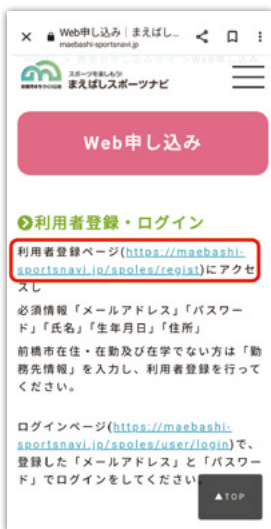 Web申し込み｜まえばし…
maebashi-sportsnavi.jp
スポーツを楽しもう!
まえばしスポーツナビ
Web申し込み
利用者登録・ログイン
利用者登録ページ(https://maebashi-
sportsnavi.jp/spoles/regist)にアクセ
スし
必須情報「メールアドレス」「パスワー
ド」「氏名」「生年月日」「住所」
前橋市在住・在勤及び在学でない方は「勤
務先情報」を入力し、利用者登録を行って
ください。
ログインページ(https://maebashi-
sportsnavi.jp/spoles/user/login)で、
登録した「メールアドレス」と「パスワー
ド」でログインをしてください。
▲TOP